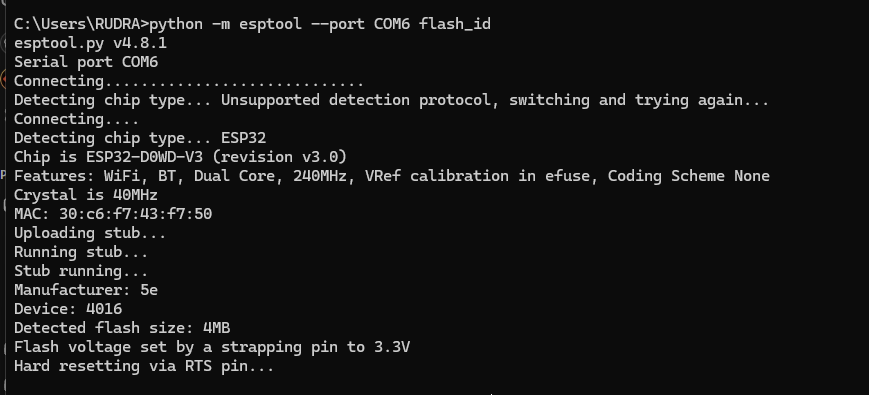 C:\Users\RUDRA>python -m esptool --port COM6 flash_id
esptool.py v4.8.1
Serial port COM6
Connecting.............................
Detecting chip type... Unsupported detection protocol, switching and trying again...
Connecting....
Detecting chip type... ESP32
Chip is ESP32-D0WD-V3 (revision v3.0)
Features: WiFi, BT, Dual Core, 240MHz, VRef calibration in efuse, Coding Scheme None
Crystal is 40MHz
MAC: 30:c6:f7:43:f7:50
Uploading stub...
Running stub...
Stub running...
Manufacturer: 5e
Device: 4016
Detected flash size: 4MB
Flash voltage set by a strapping pin to 3.3V
Hard resetting via RTS pin...